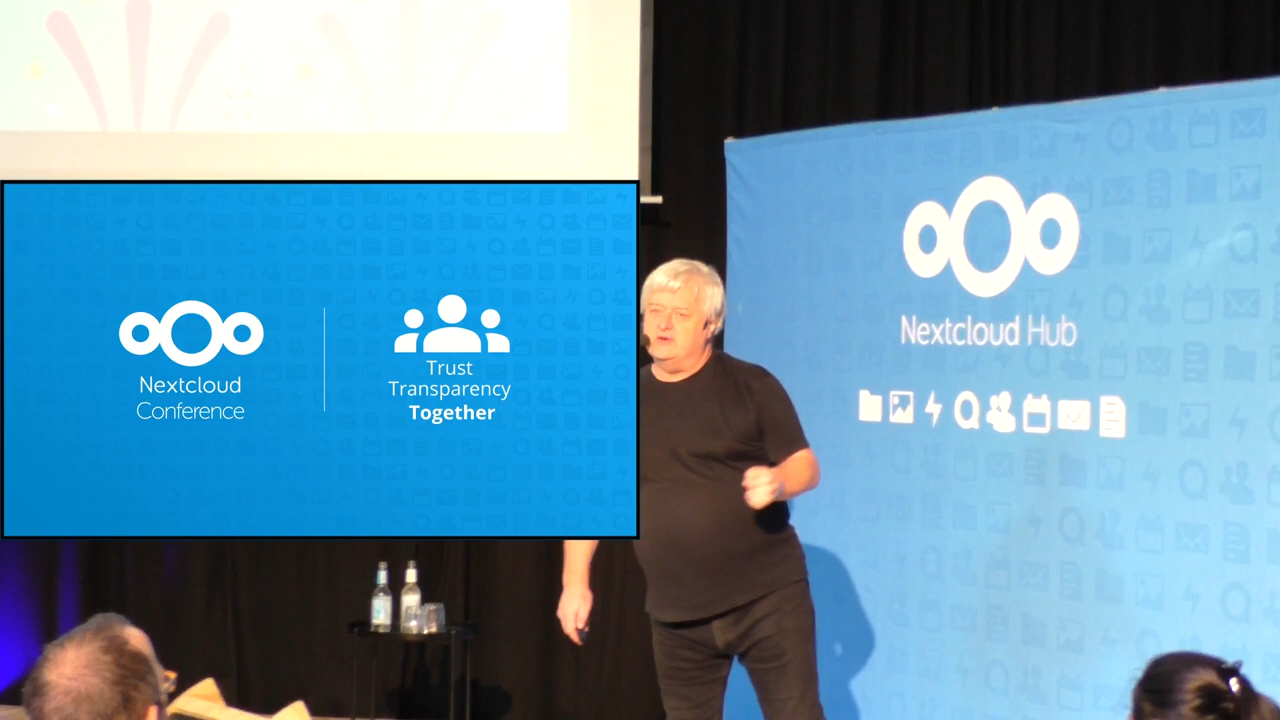 Nextcloud
Conference
Trust
Transparency
Together
Nextcloud Hub